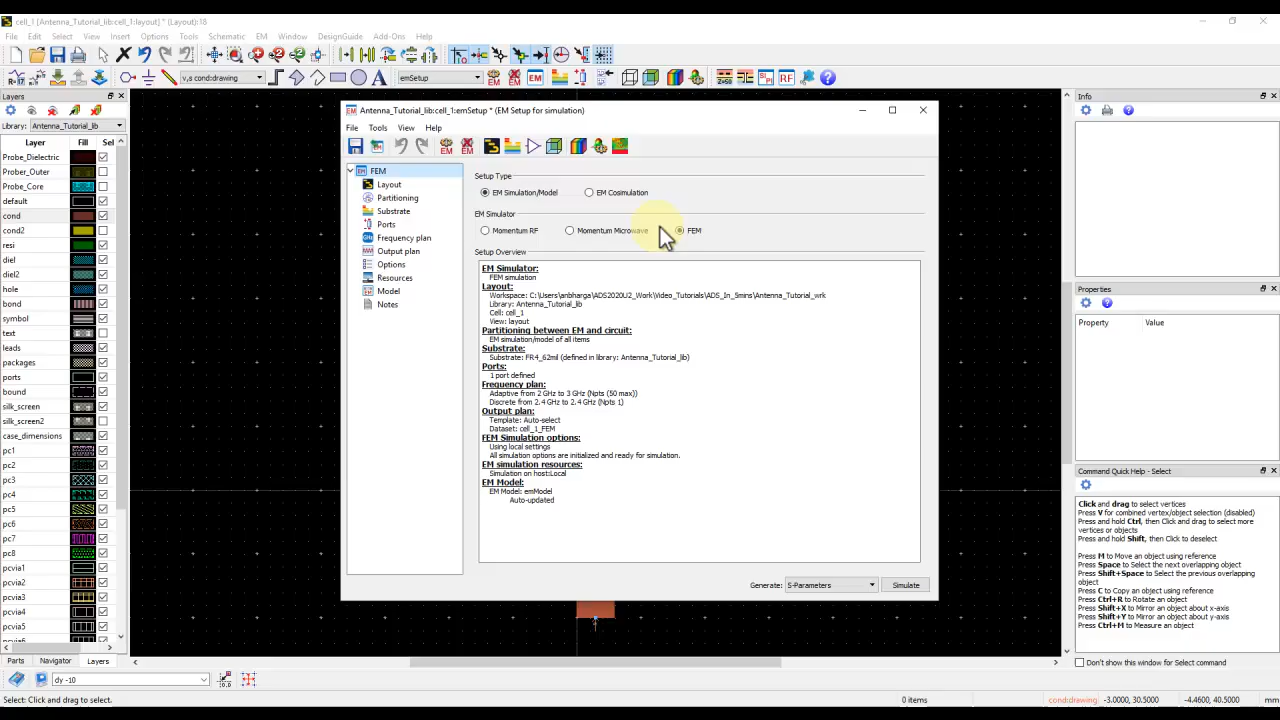 cell_1 [Antenna_Tutorial_lib:cell_1:layout] * (Layout):18
File Edit Select View Insert Options Tools Schematic EM Window DesignGuide Add-Ons Help
v,s cond:drawing
emSetup
Layers
Library: Antenna_Tutorial_lib
Layer Fill Sel
Probe_Dielectric
Prober_Outer
Probe_Core
default
cond
cond2
resi
diel
diel2
hole
bond
symbol
text
leads
packages
ports
bound
silk_screen
silk_screen2
case_dimensions
pc1
pc2
pc3
pc4
pc5
pc6
pc7
pc8
pcvia1
pcvia2
pcvia3
pcvia4
pcvia5
pcvia6
Parts Navigator Layers
Antenna_Tutorial_lib:cell_1:emSetup * (EM Setup for simulation)
File Tools View Help
FEM
Layout
Partitioning
Substrate
Ports
Frequency plan
Output plan
Options
Resources
Model
Notes
Setup Type
EM Simulation/Model EM Cosimulation
EM Simulator
Momentum RF Momentum Microwave FEM
Setup Overview
EM Simulator:
FEM simulation
Layout:
Workspace: C:\Users\anbharga\ADS2020U2_Work\Video_Tutorials\ADS_In_5mins\Antenna_Tutorial_wrk
Library: Antenna_Tutorial_lib
Cell: cell_1
View: layout
Partitioning between EM and circuit:
EM simulation/model of all items
Substrate:
Substrate: FR4_62mil (defined in library: Antenna_Tutorial_lib)
Ports:
1 port defined
Frequency plan:
Adaptive from 2 GHz to 3 GHz (Npts (50 max))
Discrete from 2.4 GHz to 2.4 GHz (Npts 1)
Output plan:
Template: Auto-select
Dataset: cell_1_FEM
FEM Simulation options:
Using local settings
All simulation options are initialized and ready for simulation.
EM simulation resources:
Simulation on host:Local
EM Model:
EM Model: emModel
Auto-updated
Generate: S-Parameters Simulate
Info
Properties
Property Value
Command Quick Help - Select
Click and drag to select vertices
Press V for combined vertex/object selection (disabled)
Press and hold Ctrl, then Click and drag to select more
vertices or objects
Press and hold Shift, then Click to deselect
Press M to Move an object using reference
Press Space to Select the next overlapping object
Press Shift+Space to Select the previous overlapping
object
Press C to Copy an object using reference
Press Ctrl+R to Rotate an object
Press Shift+X to Mirror an object about x-axis
Press Shift+Y to Mirror an object about y-axis
Press Ctrl+M to Measure an object
Don't show this window for Select command
dy -10
Select: Click and drag to select. 0 items cond:drawing -3.0000, 30.5000 -4.4600, 40.5000 mm